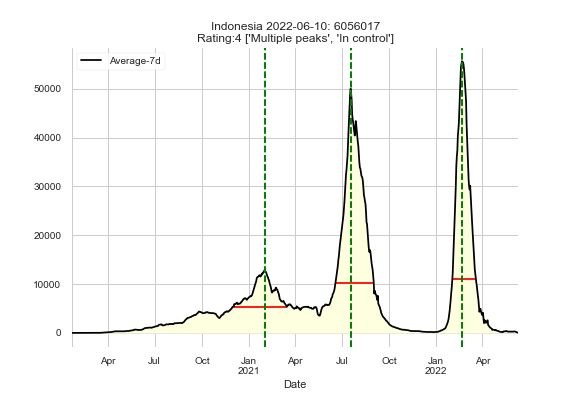 Indonesia 2022-06-10: 6056017
Rating:4 ['Multiple peaks', 'In control']
Average-7d
50000
40000
30000
20000
10000
0
Apr Jul Oct Jan Apr Jul Oct Jan Apr
2021 2022
Date